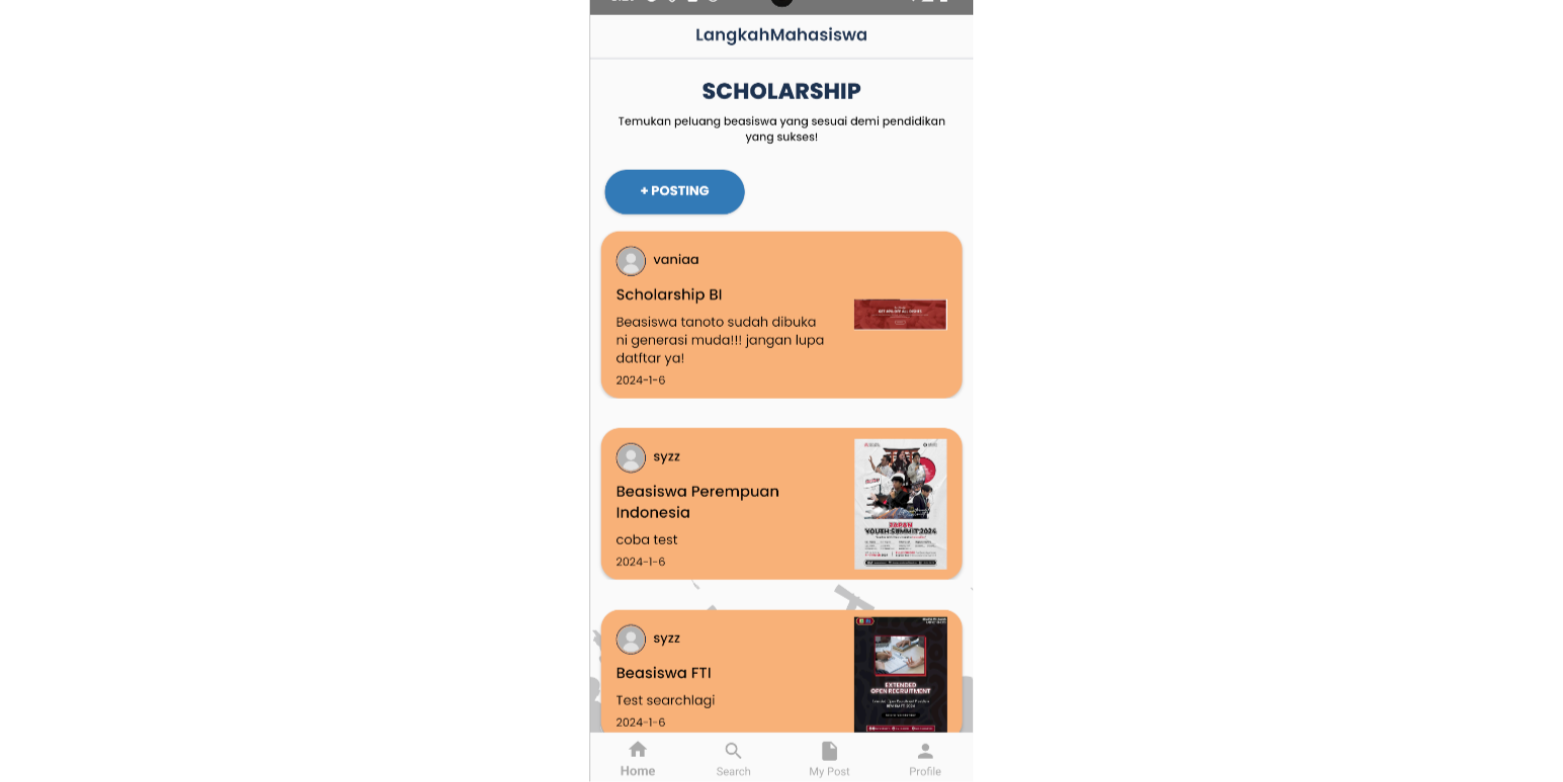 LangkahMahasiswa
SCHOLARSHIP
Temukan peluang beasiswa yang sesuai demi pendidikan
yang sukses!
+ POSTING
vaniaa
Scholarship BI
Beasiswa tanoto sudah dibuka
ni generasi muda!!! jangan lupa
datftar ya!
2024-1-6
syzz
Beasiswa Perempuan
Indonesia
coba test
2024-1-6
YOUTH SUMMIT 2024
syzz
Beasiswa FTI
Test searchlagi
2024-1-6
EXTENDED
OPEN RECRUITMENT
Home
Search
My Post
Profile